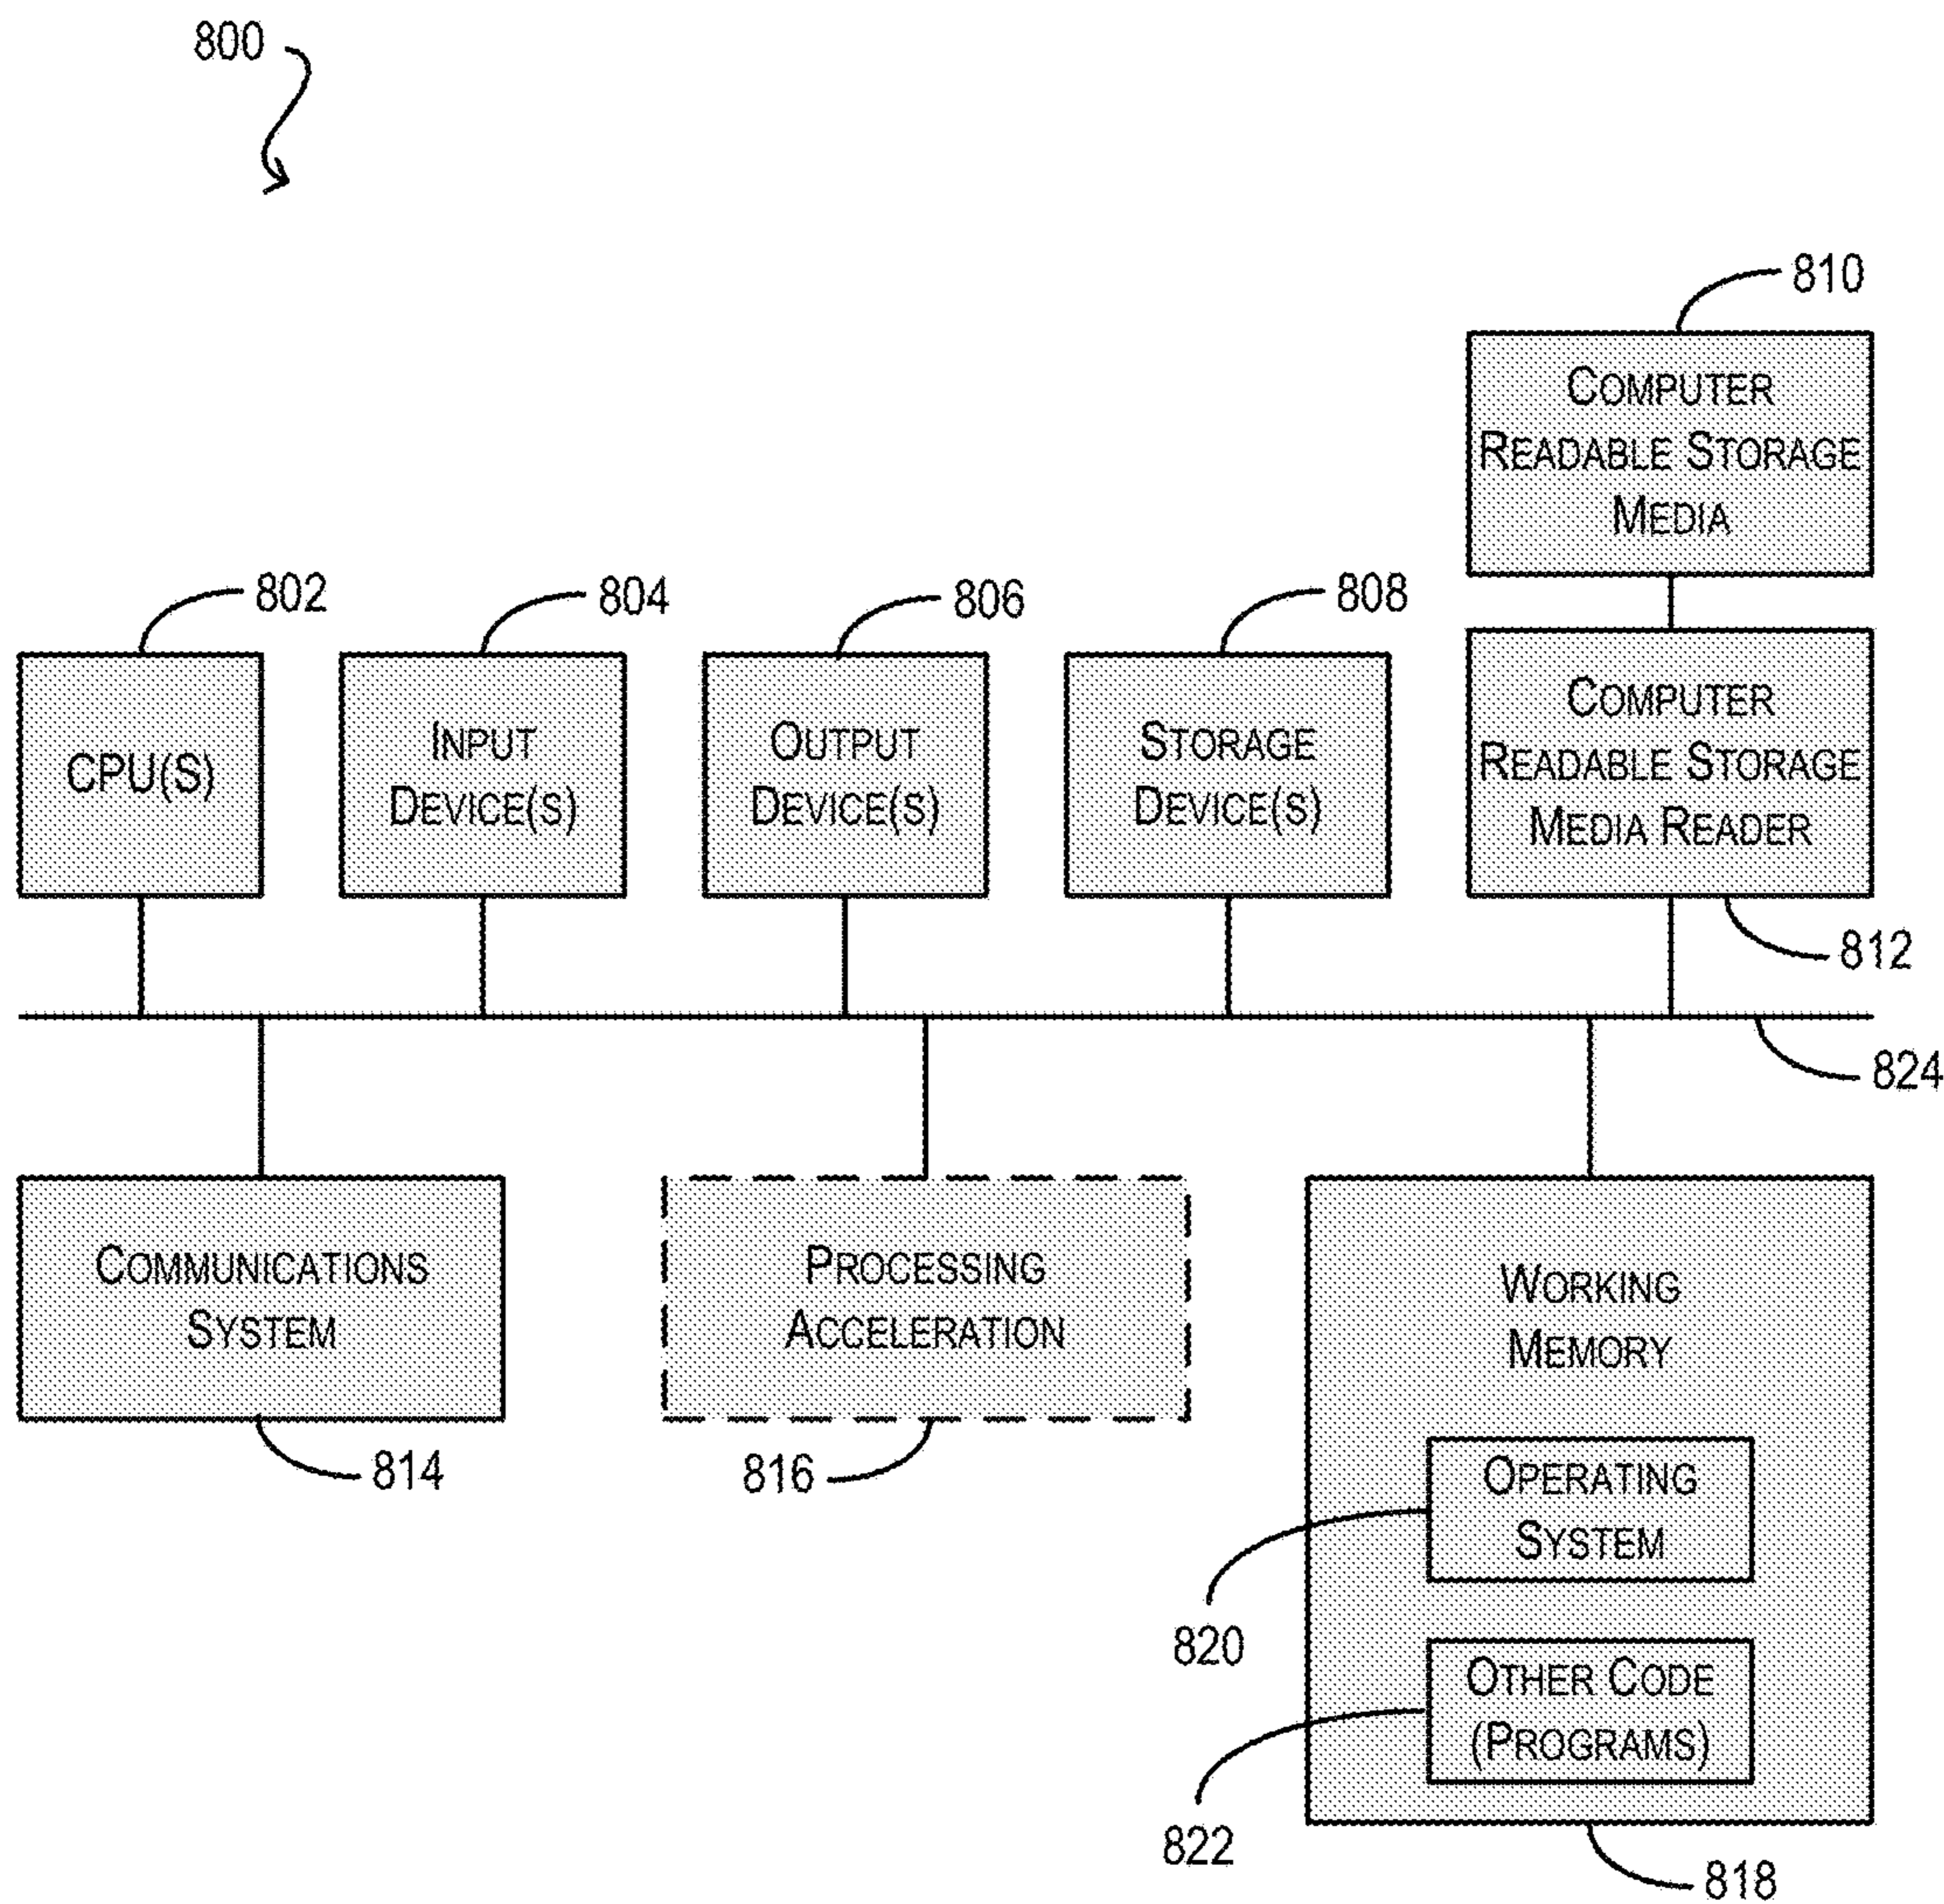 800
810
COMPUTER
READABLE STORAGE
MEDIA
802
804
806
808
CPU(S)
INPUT
DEVICE(S)
OUTPUT
DEVICE(S)
STORAGE
DEVICE(S)
COMPUTER
READABLE STORAGE
MEDIA READER
812
824
COMMUNICATIONS
SYSTEM
814
PROCESSING
ACCELERATION
816
WORKING
MEMORY
OPERATING
SYSTEM
820
OTHER CODE
(PROGRAMS)
822
818